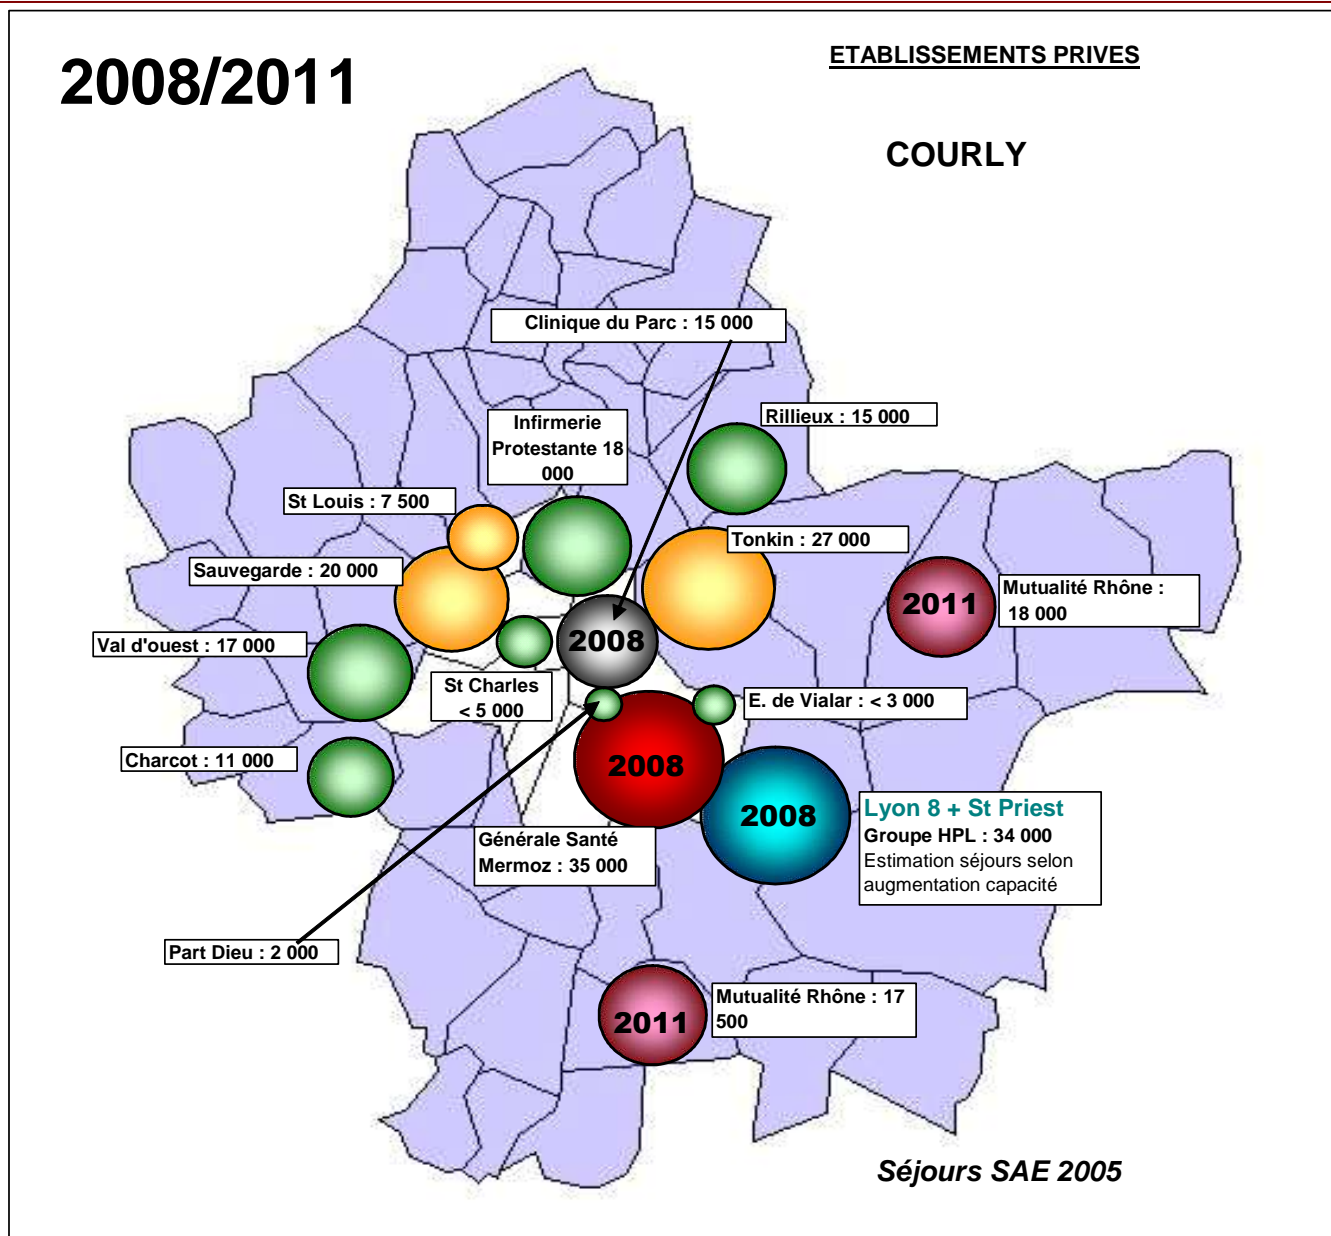 ETABLISSEMENTS PRIVES
2008/2011
COURLY
Clinique du Parc : 15 000
Rillieux : 15 000
Infirmerie
Protestante 18
000
St Louis : 7 500
Tonkin : 27 000
Sauvegarde : 20 000
Mutualité Rhône :
18 000
2011
2008
Val d'ouest : 17 000
St Charles
< 5 000
E. de Vialar : < 3 000
Charcot : 11 000
2008
2008
Lyon 8 + St Priest
Groupe HPL : 34 000
Estimation séjours selon
augmentation capacité
Générale Santé
Mermoz : 35 000
Part Dieu : 2 000
2011
Mutualité Rhône : 17
500
Séjours SAE 2005